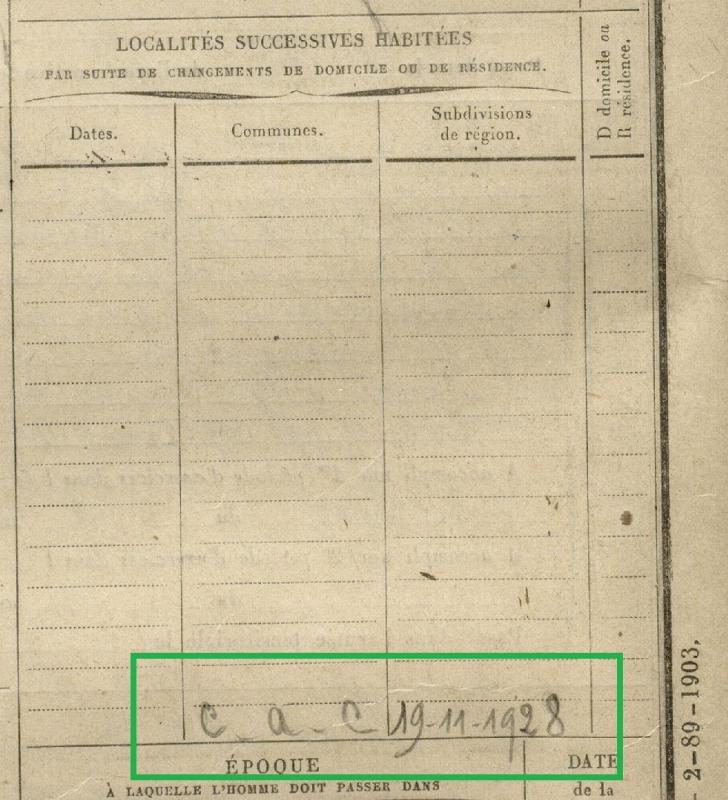 LOCALITÉS SUCCESSIVES HABITÉES
PAR SUITE DE CHANGEMENTS DE DOMICILE OU DE RÉSIDENCE.
D domicile ou
R résidence.
Dates.
Communes.
Subdivisions
de région.
C. a. C 19-11-1928
ÉPOQUE
À LAQUELLE L'HOMME DOIT PASSER DANS
DATE
de la
- 2-89-1903,